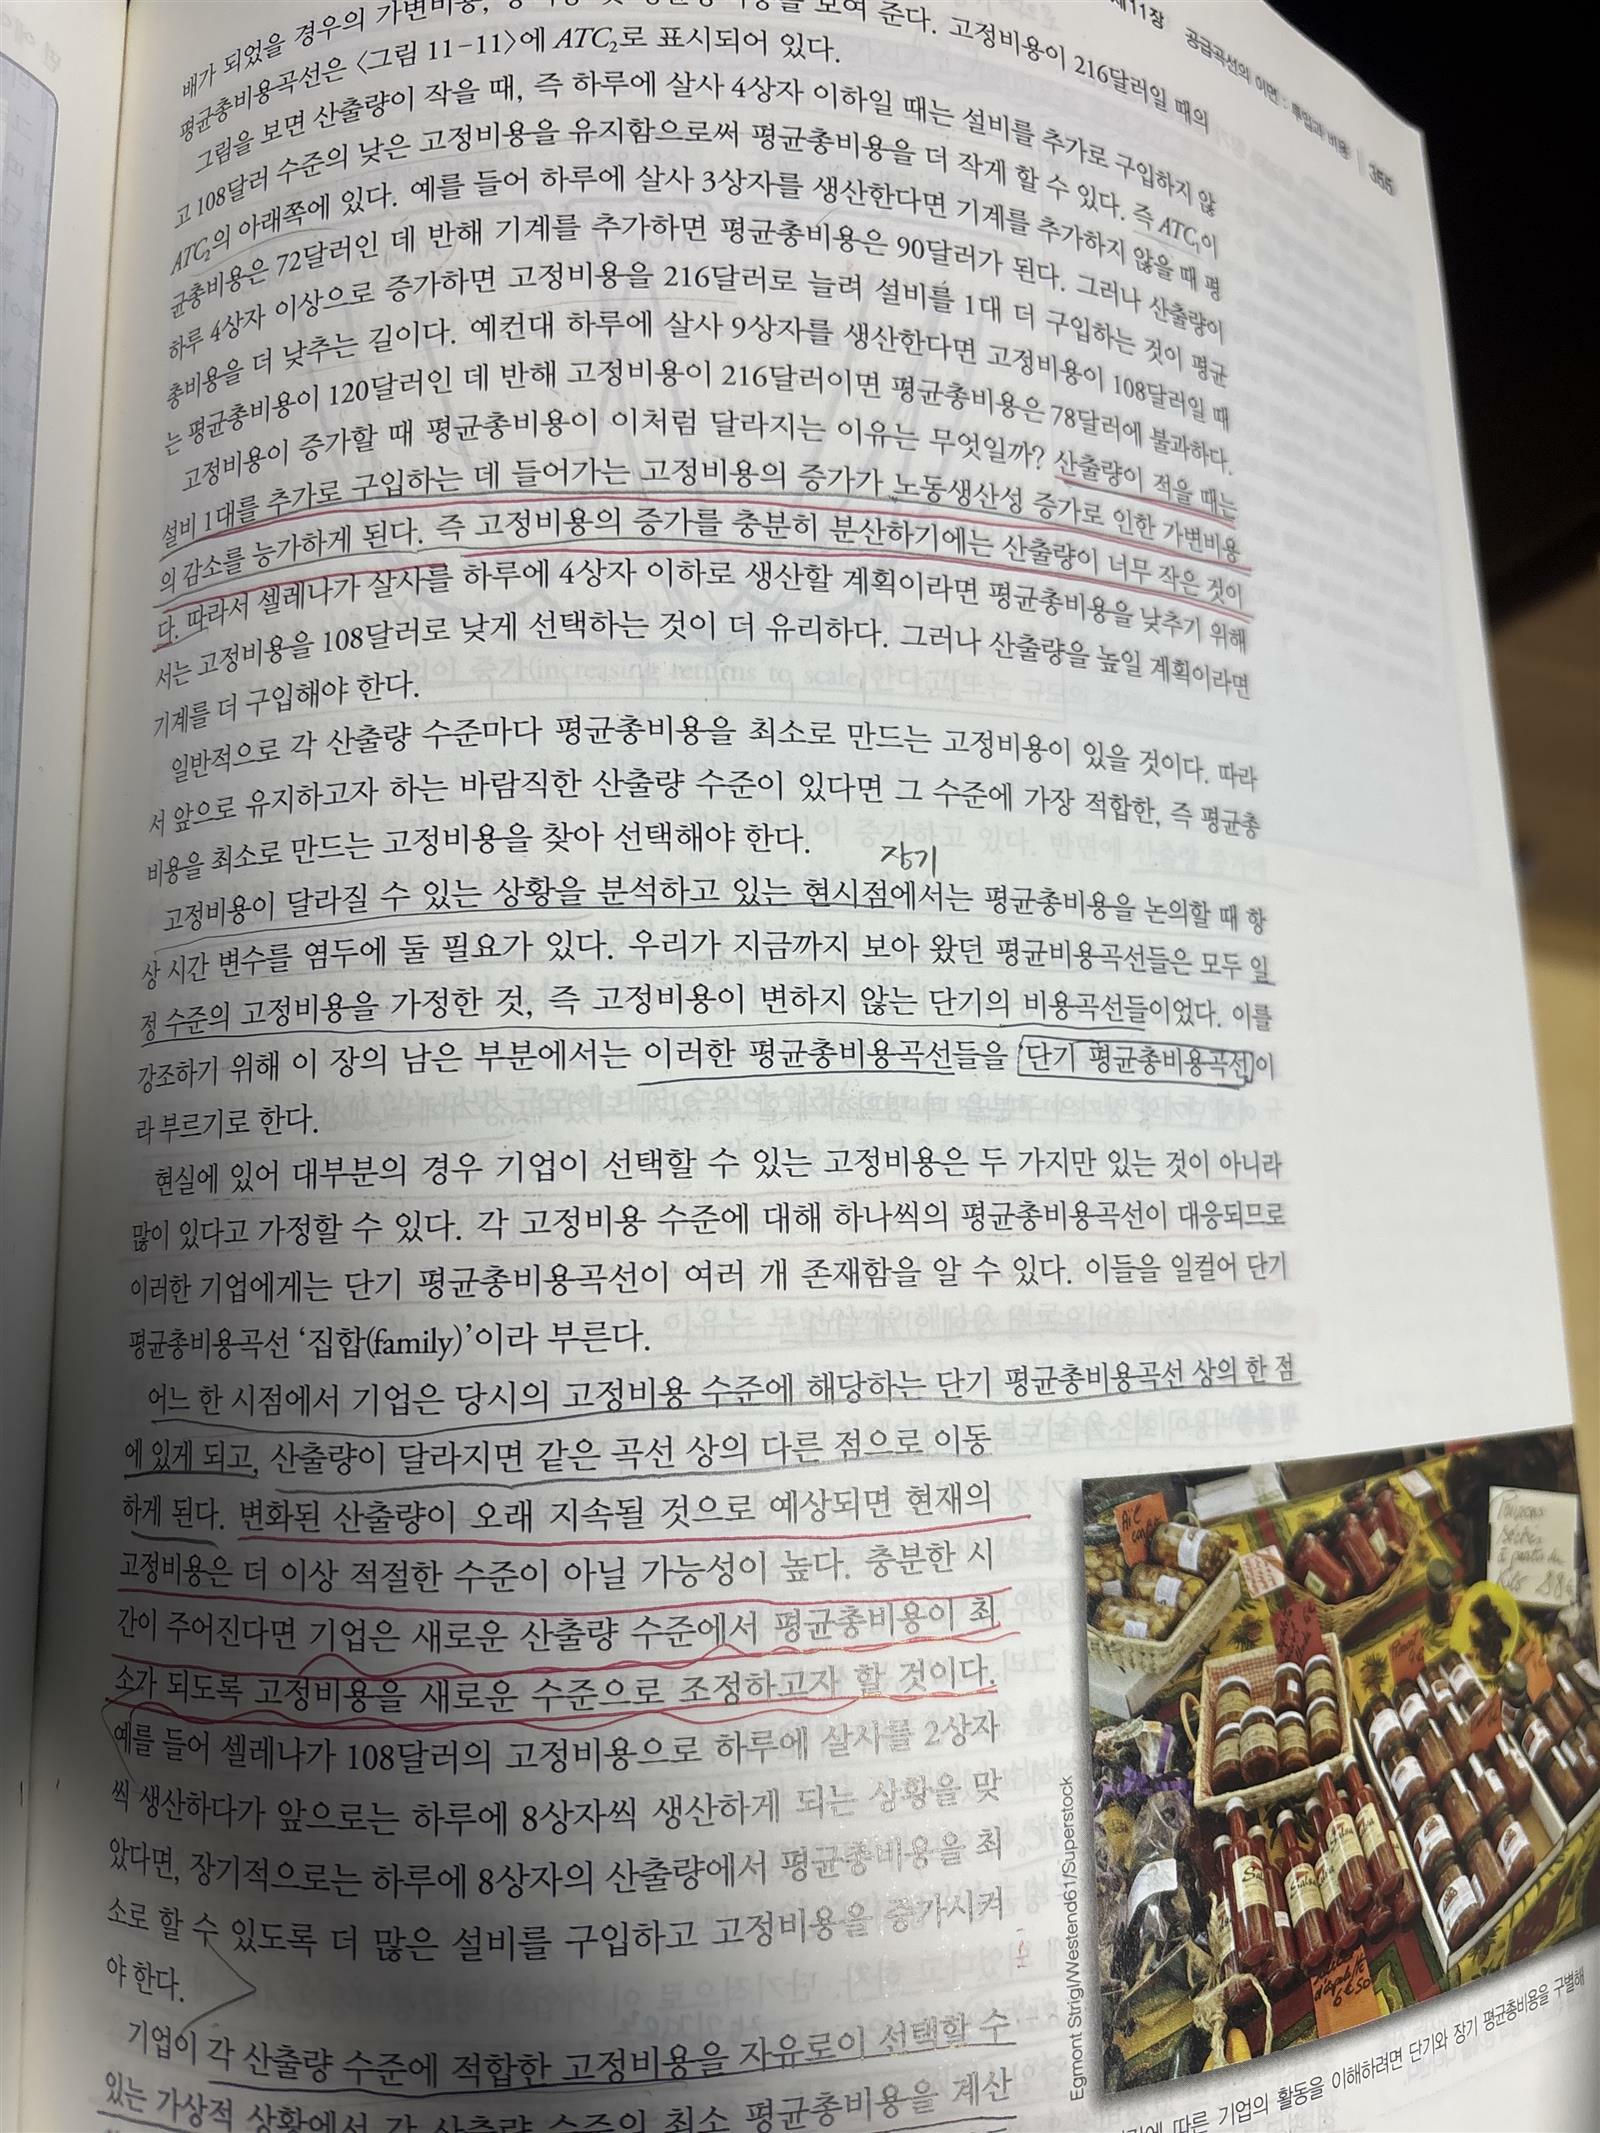 제11장 공급곡선의 이면 : 투입과 비용 | 355
배가 되었을 경우의 가변비용, 보여 준다. 고정비용이 216달러일 때의
평균총비용곡선은 〈그림 11-11〉에 ATC₂로 표시되어 있다.
그림을 보면 산출량이 작을 때, 즉 하루에 살사 4상자 이하일 때는 설비를 추가로 구입하지 않
고 108달러 수준의 낮은 고정비용을 유지함으로써 평균총비용을 더 작게 할 수 있다. 즉 ATC₁이
ATC₂의 아래쪽에 있다. 예를 들어 하루에 살사 3상자를 생산한다면 기계를 추가하지 않을 때 평
균총비용은 72달러인 데 반해 기계를 추가하면 평균총비용은 90달러가 된다. 그러나 산출량이
하루 4상자 이상으로 증가하면 고정비용을 216달러로 늘려 설비를 1대 더 구입하는 것이 평균
총비용을 더 낮추는 길이다. 예컨대 하루에 살사 9상자를 생산한다면 고정비용이 108달러일 때
는 평균총비용이 120달러인 데 반해 고정비용이 216달러이면 평균총비용은 78달러에 불과하다.
고정비용이 증가할 때 평균총비용이 이처럼 달라지는 이유는 무엇일까? 산출량이 적을 때는
설비 1대를 추가로 구입하는 데 들어가는 고정비용의 증가가 노동생산성 증가로 인한 가변비용
의 감소를 능가하게 된다. 즉 고정비용의 증가를 충분히 분산하기에는 산출량이 너무 작은 것이
다. 따라서 셀레나가 살사를 하루에 4상자 이하로 생산할 계획이라면 평균총비용을 낮추기 위해
서는 고정비용을 108달러로 낮게 선택하는 것이 더 유리하다. 그러나 산출량을 높일 계획이라면
기계를 더 구입해야 한다.
일반적으로 각 산출량 수준마다 평균총비용을 최소로 만드는 고정비용이 있을 것이다. 따라
서 앞으로 유지하고자 하는 바람직한 산출량 수준이 있다면 그 수준에 가장 적합한, 즉 평균총
비용을 최소로 만드는 고정비용을 찾아 선택해야 한다.
장기
고정비용이 달라질 수 있는 상황을 분석하고 있는 현시점에서는 평균총비용을 논의할 때 항
상 시간 변수를 염두에 둘 필요가 있다. 우리가 지금까지 보아 왔던 평균비용곡선들은 모두 일
정 수준의 고정비용을 가정한 것, 즉 고정비용이 변하지 않는 단기의 비용곡선들이었다. 이를
강조하기 위해 이 장의 남은 부분에서는 이러한 평균총비용곡선들을 단기 평균총비용곡선이
라 부르기로 한다.
현실에 있어 대부분의 경우 기업이 선택할 수 있는 고정비용은 두 가지만 있는 것이 아니라
많이 있다고 가정할 수 있다. 각 고정비용 수준에 대해 하나씩의 평균총비용곡선이 대응되므로
이러한 기업에게는 단기 평균총비용곡선이 여러 개 존재함을 알 수 있다. 이들을 일컬어 단기
평균총비용곡선 ‘집합(family)’이라 부른다.
어느 한 시점에서 기업은 당시의 고정비용 수준에 해당하는 단기 평균총비용곡선 상의 한 점
에 있게 되고, 산출량이 달라지면 같은 곡선 상의 다른 점으로 이동
하게 된다. 변화된 산출량이 오래 지속될 것으로 예상되면 현재의
고정비용은 더 이상 적절한 수준이 아닐 가능성이 높다. 충분한 시
간이 주어진다면 기업은 새로운 산출량 수준에서 평균총비용이 최
소가 되도록 고정비용을 새로운 수준으로 조정하고자 할 것이다.
예를 들어 셀레나가 108달러의 고정비용으로 하루에 살사를 2상자
씩 생산하다가 앞으로는 하루에 8상자씩 생산하게 되는 상황을 맞
았다면, 장기적으로는 하루에 8상자의 산출량에서 평균총비용을 최
소로 할 수 있도록 더 많은 설비를 구입하고 고정비용을 증가시켜
야 한다.
기업이 각 산출량 수준에 적합한 고정비용을 자유로이 선택할 수
있는 가상적 상황에서 각 산출량 수준의 최소 평균총비용을 계산
Egmont Strigl/Westend61/Superstock
따른 기업의 활동을 이해하려면 단기와 장기 평균총비용을 구별해